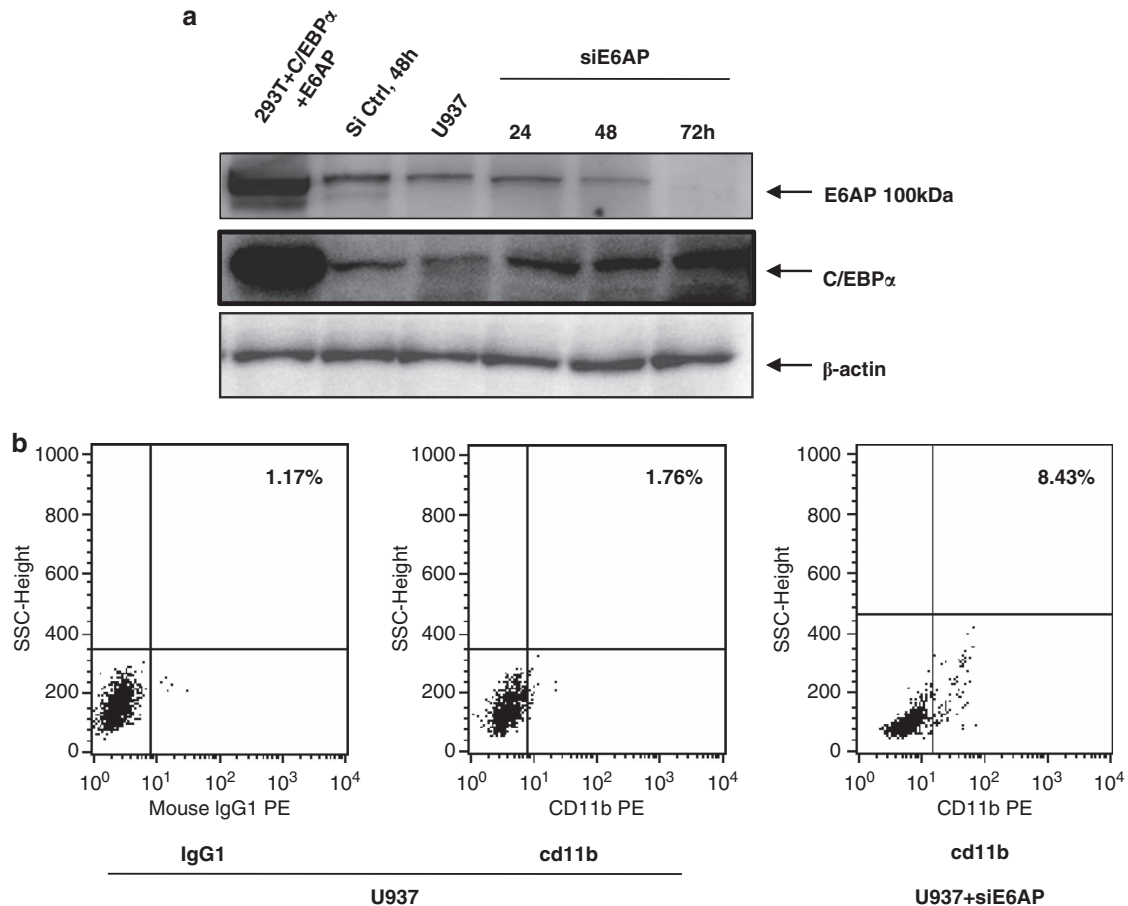 a
293T+C/EBPα
+E6AP
Si Ctrl, 48h
U937
siE6AP
24 48 72h
E6AP 100kDa
C/EBPα
β-actin
b
1000
800
600
400
200
0
SSC-Height
1.17%
10⁰ 10¹ 10² 10³ 10⁴
Mouse IgG1 PE
1000
800
600
400
200
0
SSC-Height
1.76%
10⁰ 10¹ 10² 10³ 10⁴
CD11b PE
1000
800
600
400
200
0
SSC-Height
8.43%
10⁰ 10¹ 10² 10³ 10⁴
CD11b PE
IgG1 cd11b cd11b
U937 U937+siE6AP